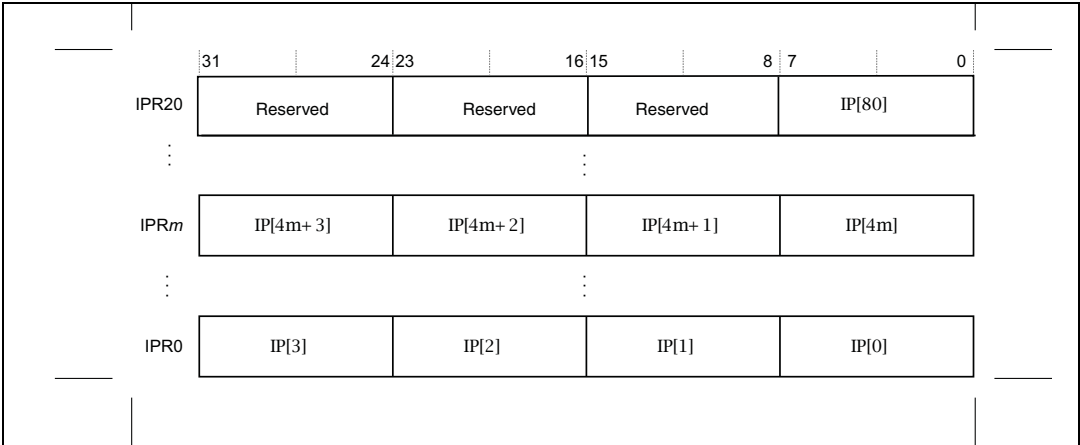 31 24 23 16 15 8 7 0
IPR20 Reserved Reserved Reserved IP[80]
IPRm IP[4m+3] IP[4m+2] IP[4m+1] IP[4m]
IPR0 IP[3] IP[2] IP[1] IP[0]